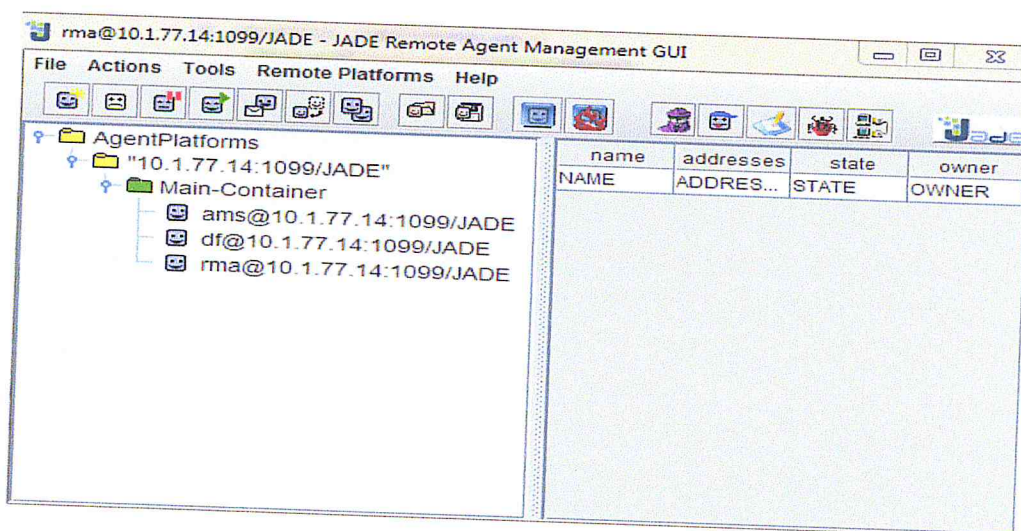 rma@10.1.77.14:1099/JADE - JADE Remote Agent Management GUI
File Actions Tools Remote Platforms Help
Jade
AgentPlatforms
"10.1.77.14:1099/JADE"
Main-Container
ams@10.1.77.14:1099/JADE
df@10.1.77.14:1099/JADE
rma@10.1.77.14:1099/JADE
name addresses state owner
NAME ADDRES... STATE OWNER